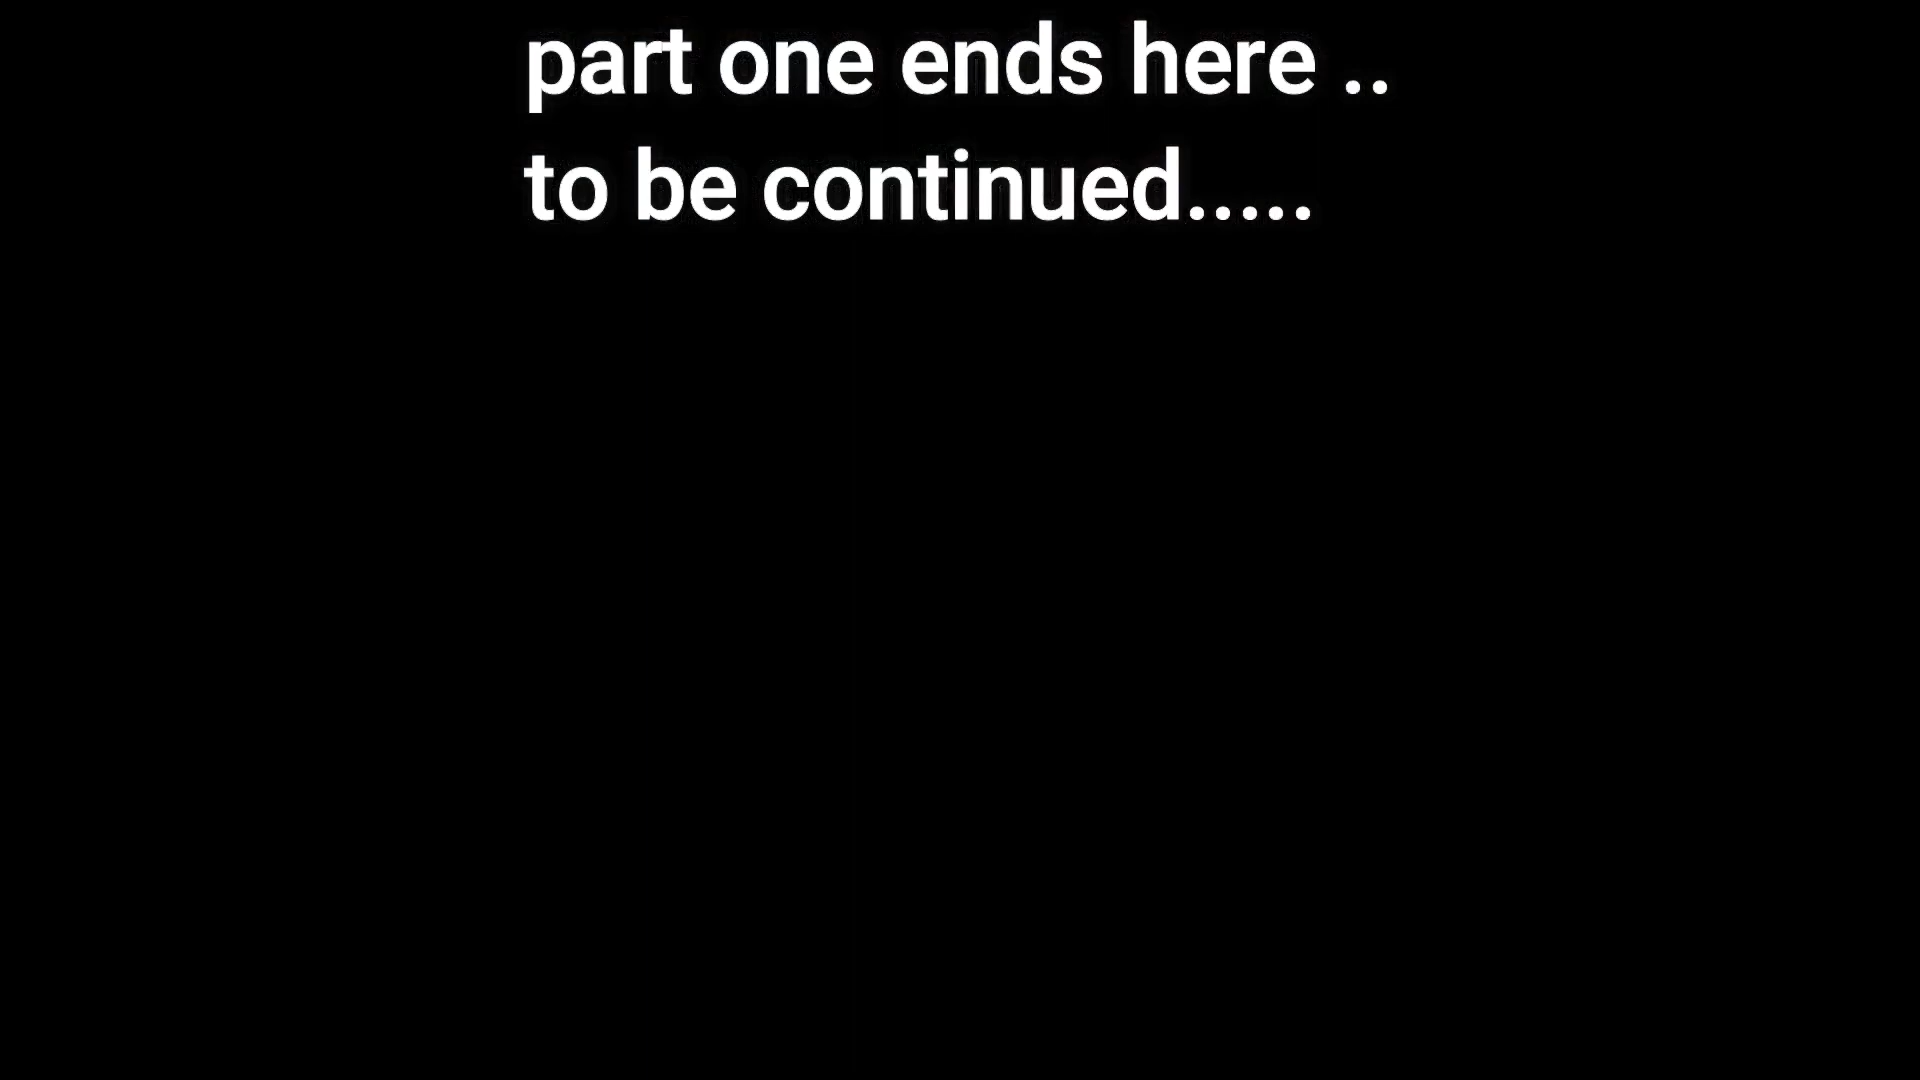 part one ends here ..
to be continued.....